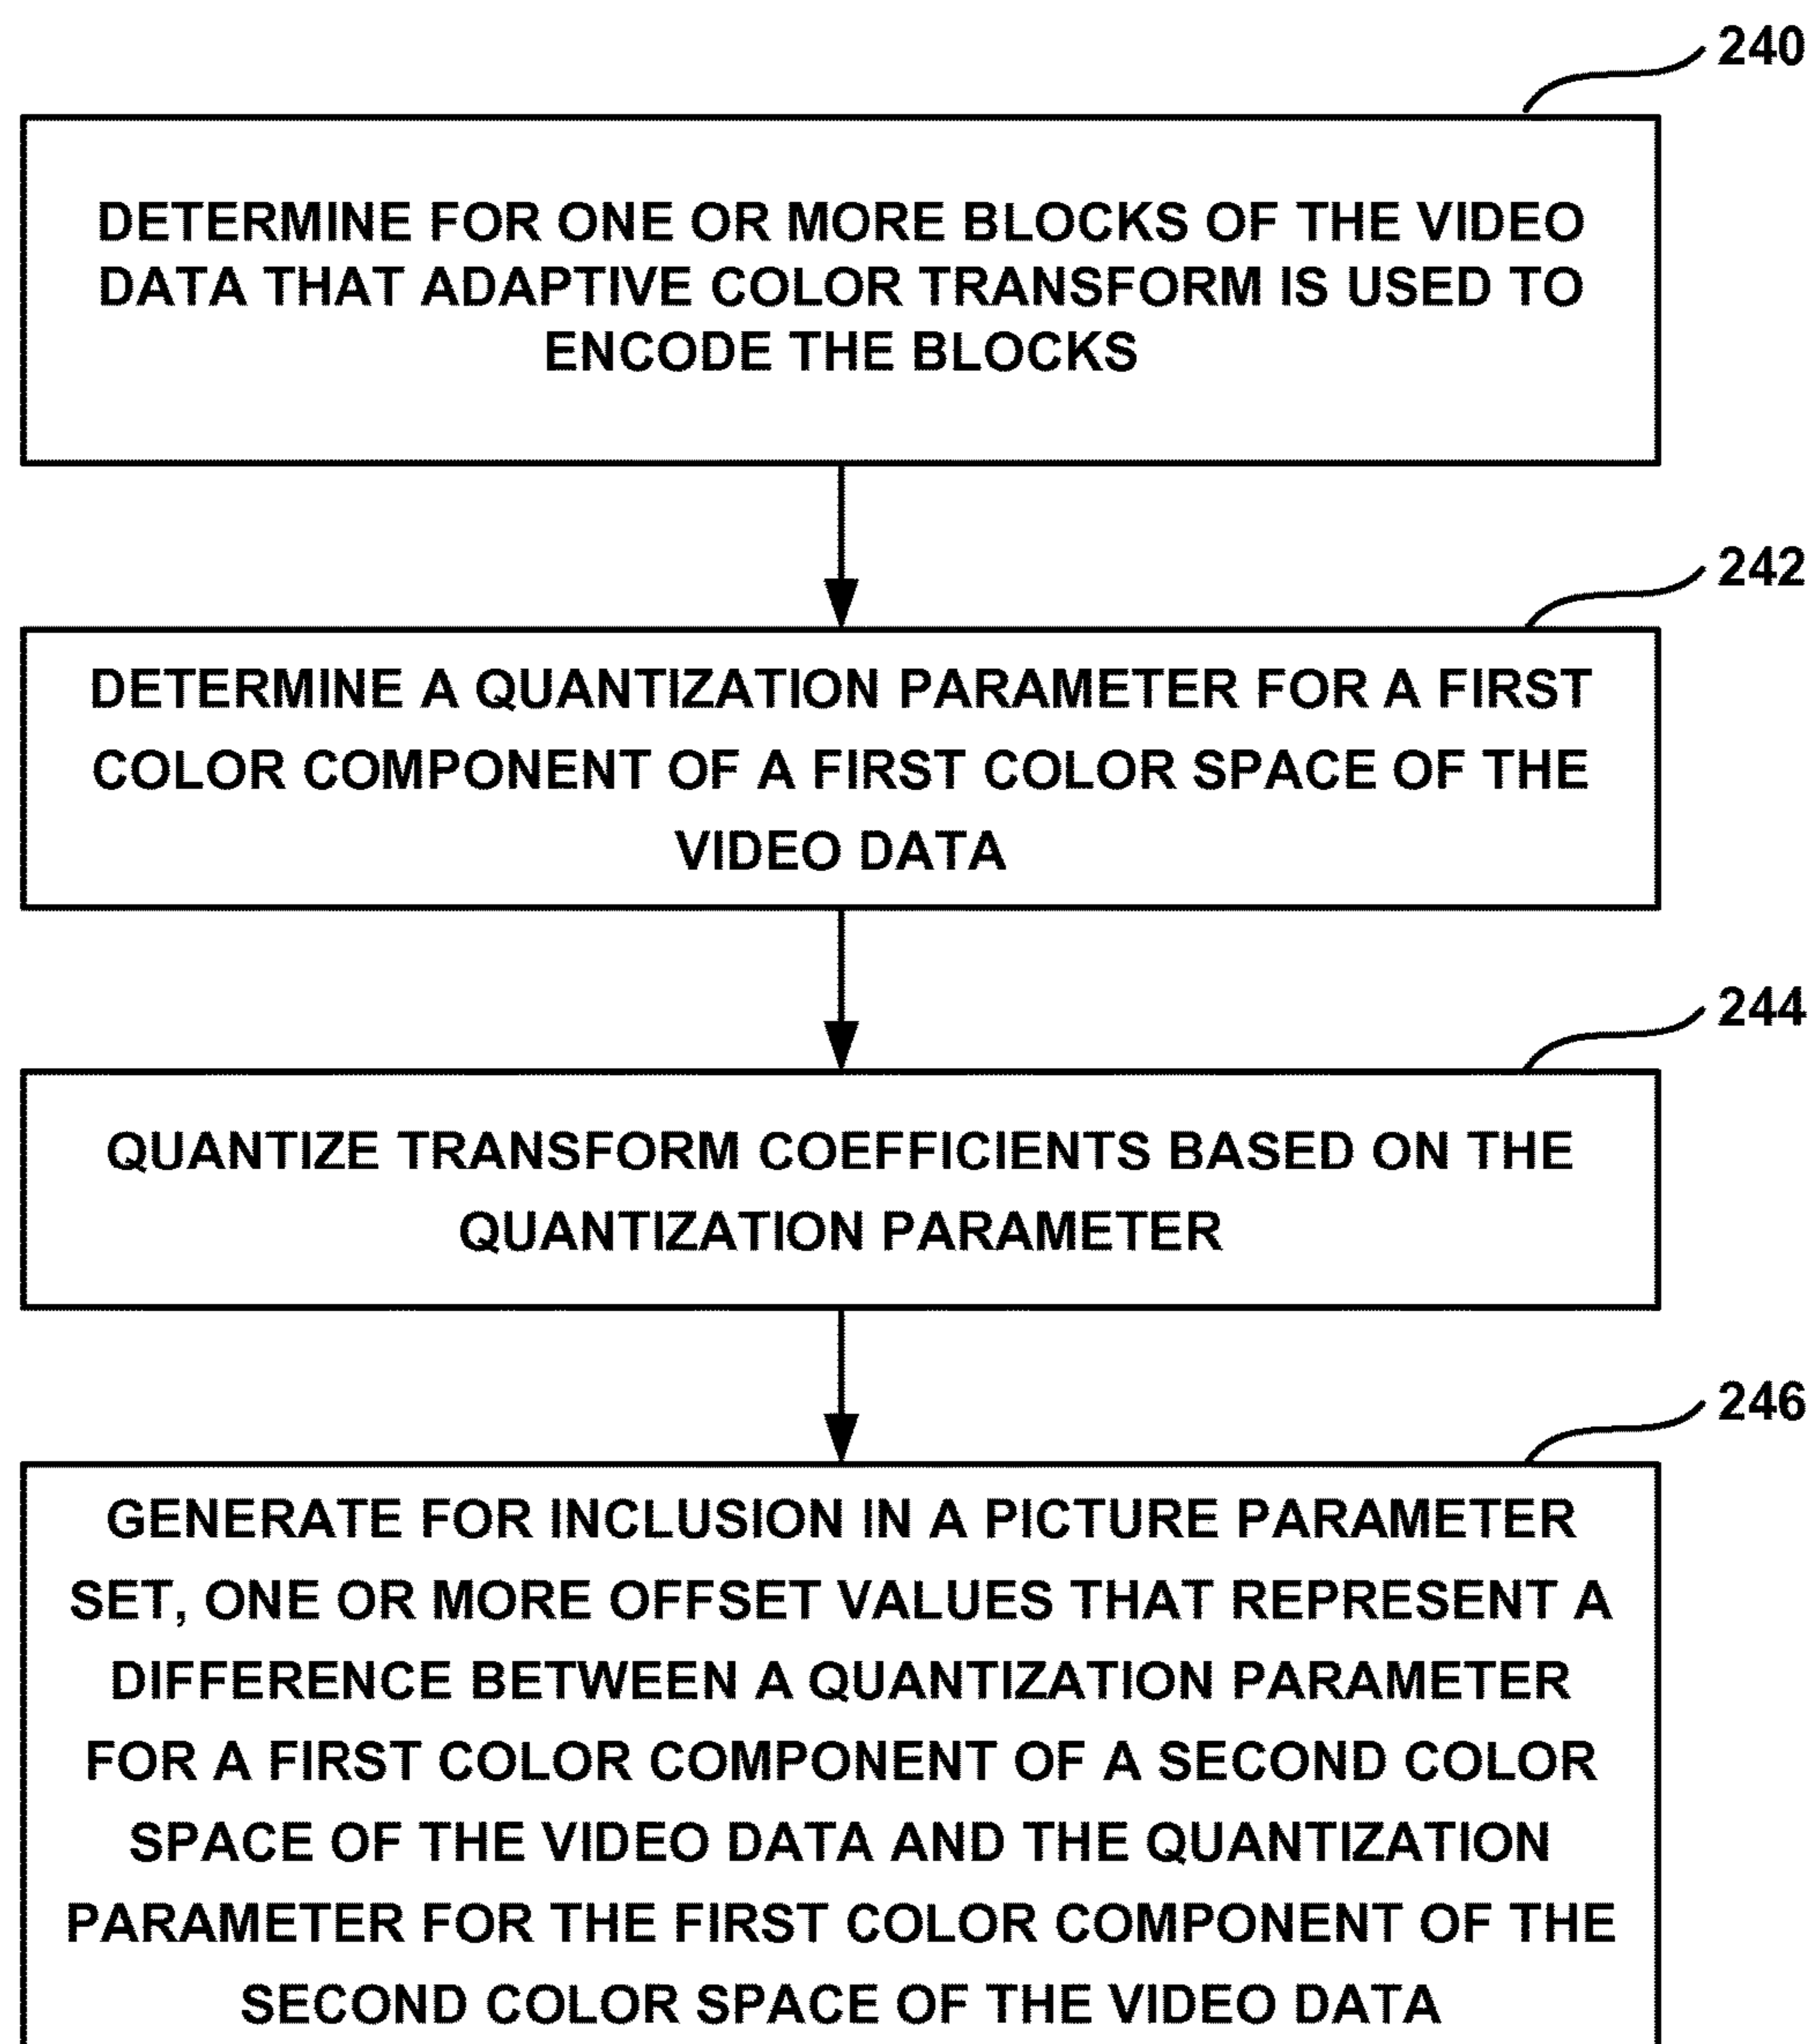 240
DETERMINE FOR ONE OR MORE BLOCKS OF THE VIDEO
DATA THAT ADAPTIVE COLOR TRANSFORM IS USED TO
ENCODE THE BLOCKS
242
DETERMINE A QUANTIZATION PARAMETER FOR A FIRST
COLOR COMPONENT OF A FIRST COLOR SPACE OF THE
VIDEO DATA
244
QUANTIZE TRANSFORM COEFFICIENTS BASED ON THE
QUANTIZATION PARAMETER
246
GENERATE FOR INCLUSION IN A PICTURE PARAMETER
SET, ONE OR MORE OFFSET VALUES THAT REPRESENT A
DIFFERENCE BETWEEN A QUANTIZATION PARAMETER
FOR A FIRST COLOR COMPONENT OF A SECOND COLOR
SPACE OF THE VIDEO DATA AND THE QUANTIZATION
PARAMETER FOR THE FIRST COLOR COMPONENT OF THE
SECOND COLOR SPACE OF THE VIDEO DATA